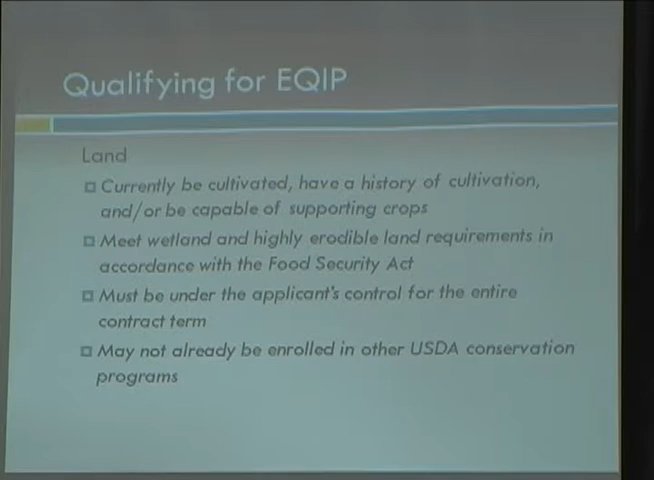 Qualifying for EQIP
Land
Currently be cultivated, have a history of cultivation,
and/or be capable of supporting crops
Meet wetland and highly erodible land requirements in
accordance with the Food Security Act
Must be under the applicant's control for the entire
contract term
May not already be enrolled in other USDA conservation
programs